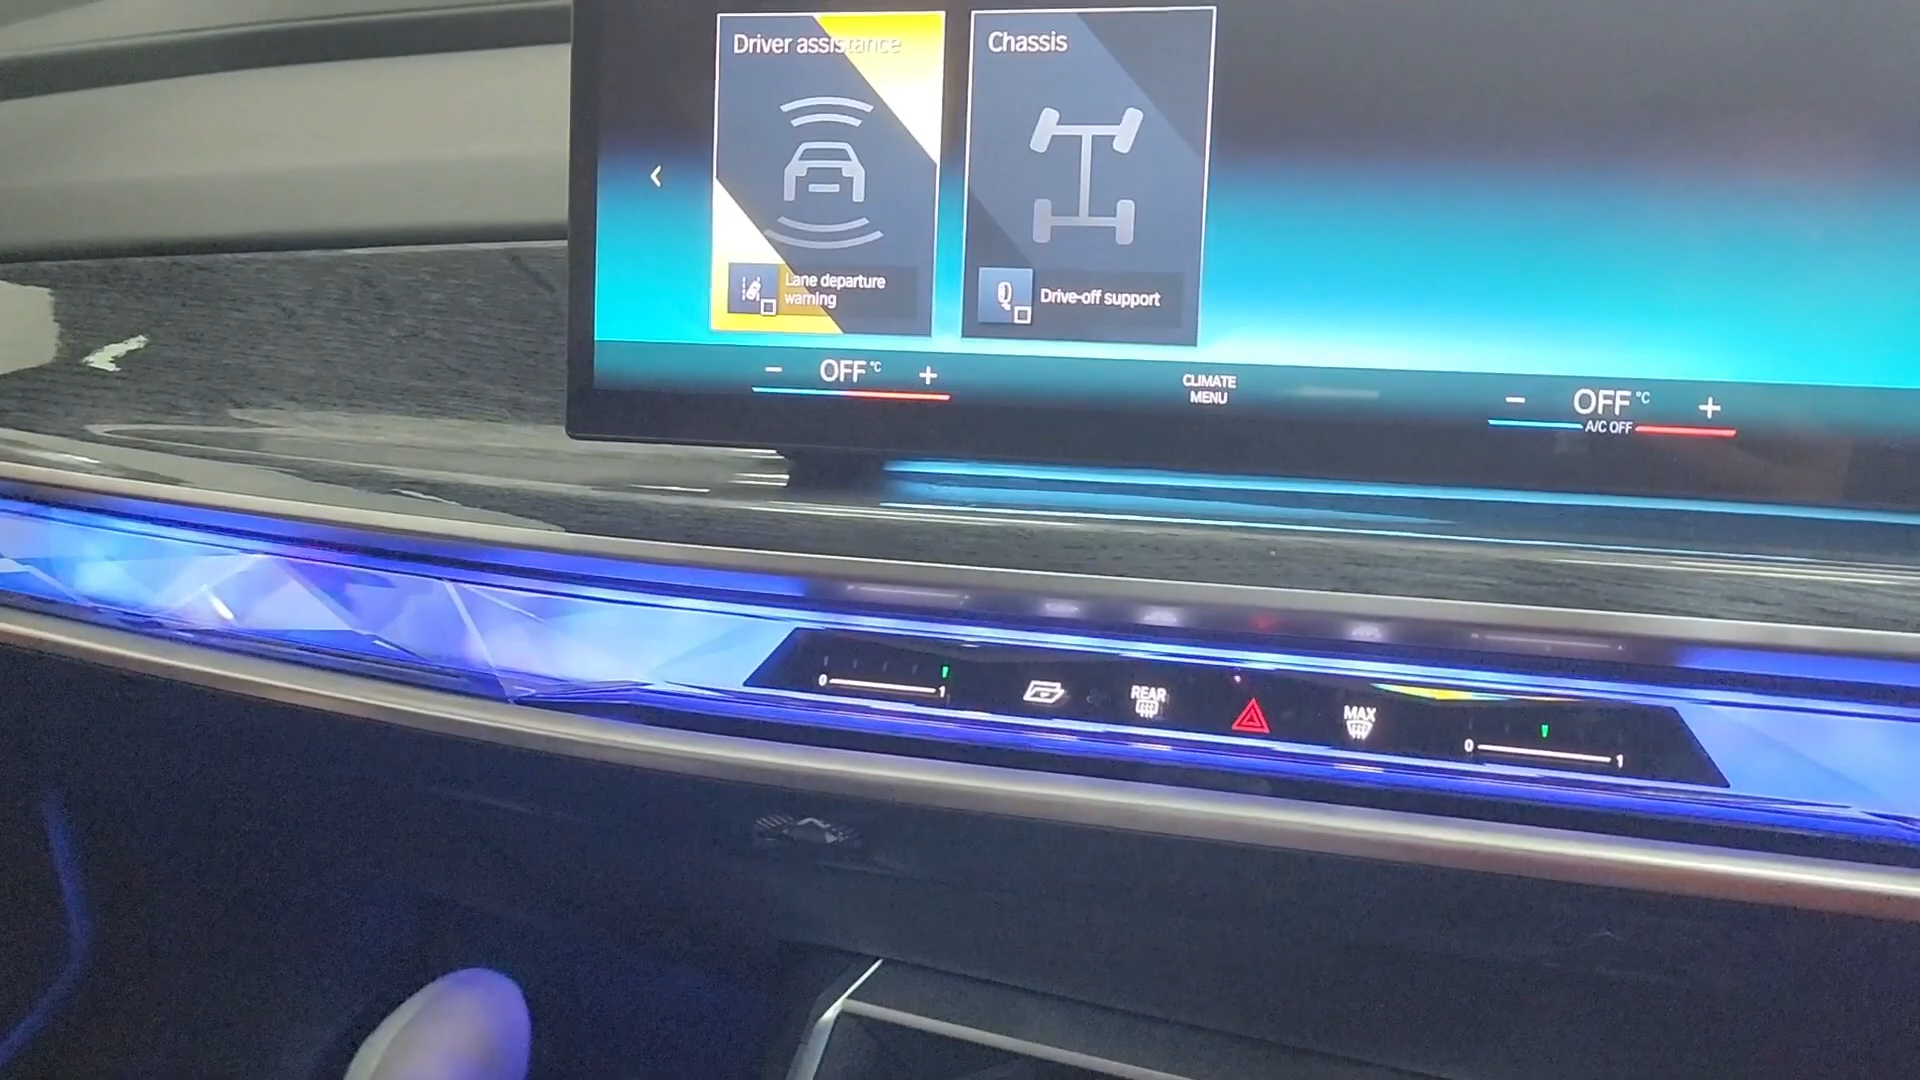 Driver assistance
Chassis
Lane departure
warning
Drive-off support
− OFF °C +
CLIMATE
MENU
− OFF °C +
A/C OFF
0 1
REAR
MAX
0 1